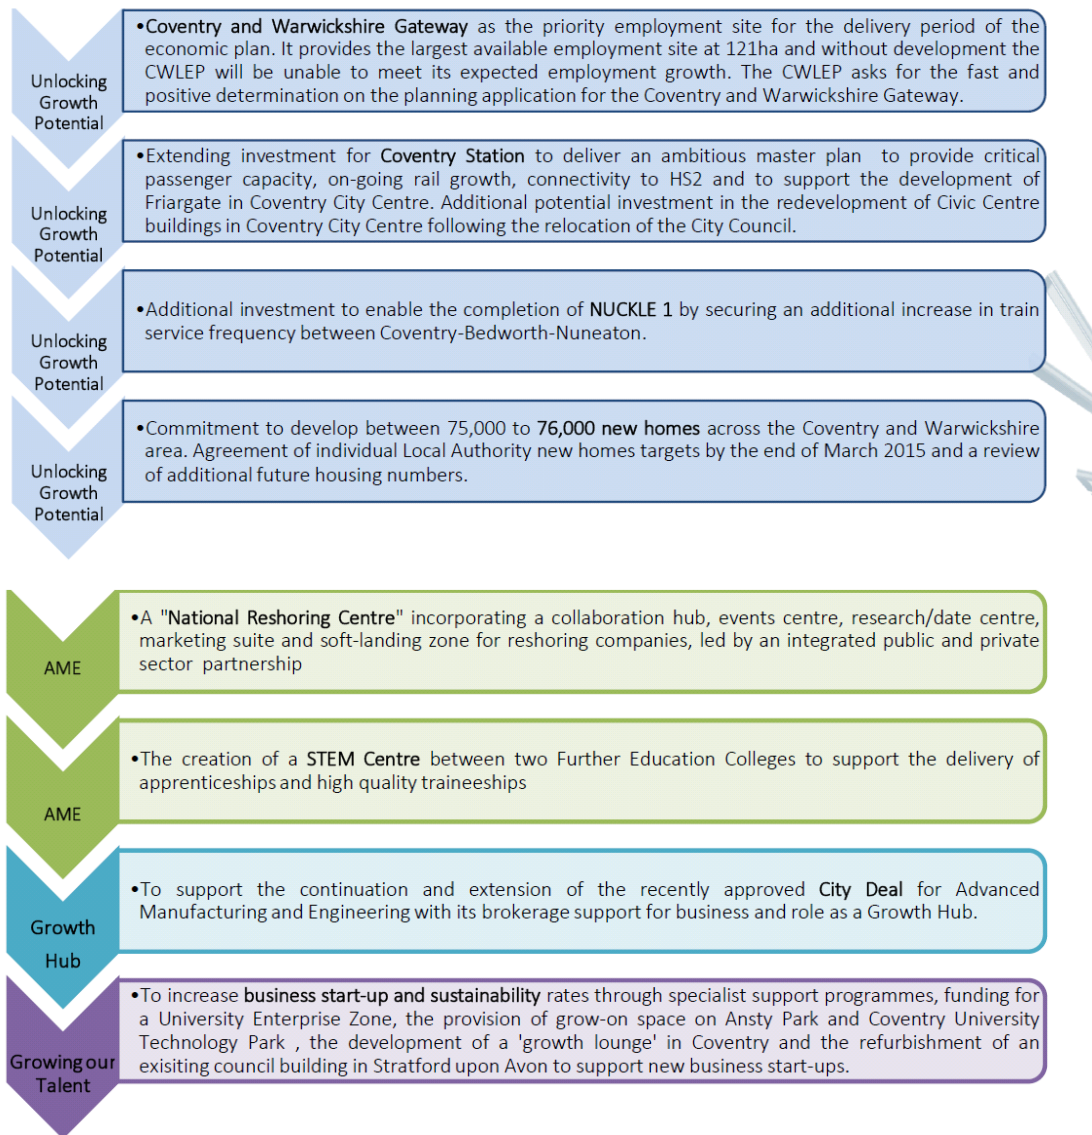 Unlocking
Growth
Potential
•Coventry and Warwickshire Gateway as the priority employment site for the delivery period of the
economic plan. It provides the largest available employment site at 121ha and without development the
CWLEP will be unable to meet its expected employment growth. The CWLEP asks for the fast and
positive determination on the planning application for the Coventry and Warwickshire Gateway.
Unlocking
Growth
Potential
•Extending investment for Coventry Station to deliver an ambitious master plan to provide critical
passenger capacity, on-going rail growth, connectivity to HS2 and to support the development of
Friargate in Coventry City Centre. Additional potential investment in the redevelopment of Civic Centre
buildings in Coventry City Centre following the relocation of the City Council.
Unlocking
Growth
Potential
•Additional investment to enable the completion of NUCKLE 1 by securing an additional increase in train
service frequency between Coventry-Bedworth-Nuneaton.
Unlocking
Growth
Potential
•Commitment to develop between 75,000 to 76,000 new homes across the Coventry and Warwickshire
area. Agreement of individual Local Authority new homes targets by the end of March 2015 and a review
of additional future housing numbers.
AME
•A "National Reshoring Centre" incorporating a collaboration hub, events centre, research/date centre,
marketing suite and soft-landing zone for reshoring companies, led by an integrated public and private
sector partnership
AME
•The creation of a STEM Centre between two Further Education Colleges to support the delivery of
apprenticeships and high quality traineeships
Growth
Hub
•To support the continuation and extension of the recently approved City Deal for Advanced
Manufacturing and Engineering with its brokerage support for business and role as a Growth Hub.
Growing our
Talent
•To increase business start-up and sustainability rates through specialist support programmes, funding for
a University Enterprise Zone, the provision of grow-on space on Ansty Park and Coventry University
Technology Park , the development of a 'growth lounge' in Coventry and the refurbishment of an
exisiting council building in Stratford upon Avon to support new business start-ups.